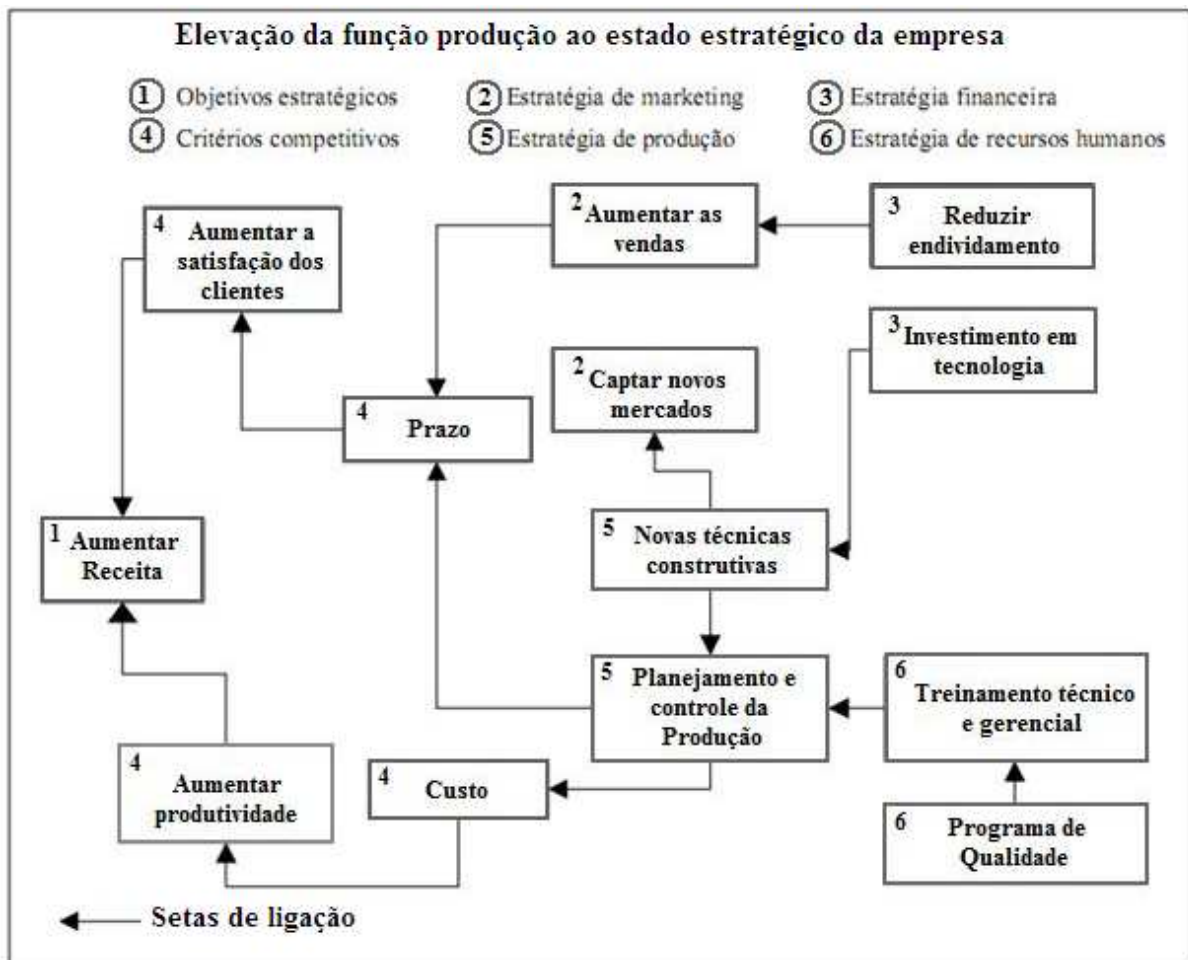 Elevação da função produção ao estado estratégico da empresa
1 Objetivos estratégicos
2 Estratégia de marketing
3 Estratégia financeira
4 Critérios competitivos
5 Estratégia de produção
6 Estratégia de recursos humanos
4 Aumentar a
satisfação dos
clientes
2 Aumentar as
vendas
3 Reduzir
endividamento
3 Investimento em
tecnologia
2 Captar novos
mercados
4 Prazo
1 Aumentar
Receita
5 Novas técnicas
construtivas
5 Planejamento e
controle da
Produção
6 Treinamento técnico
e gerencial
4 Aumentar
produtividade
4 Custo
6 Programa de
Qualidade
Setas de ligação